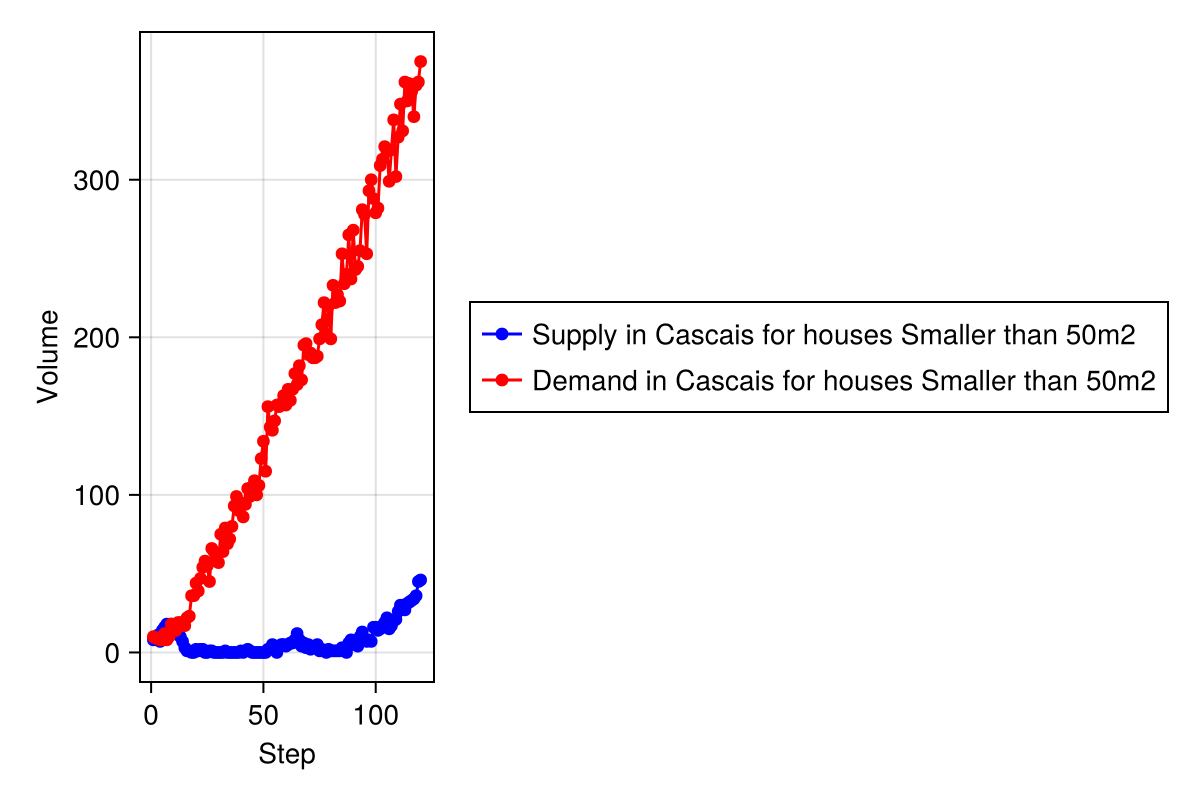 300
200
100
0
Volume
0 50 100
Step
Supply in Cascais for houses Smaller than 50m2
Demand in Cascais for houses Smaller than 50m2